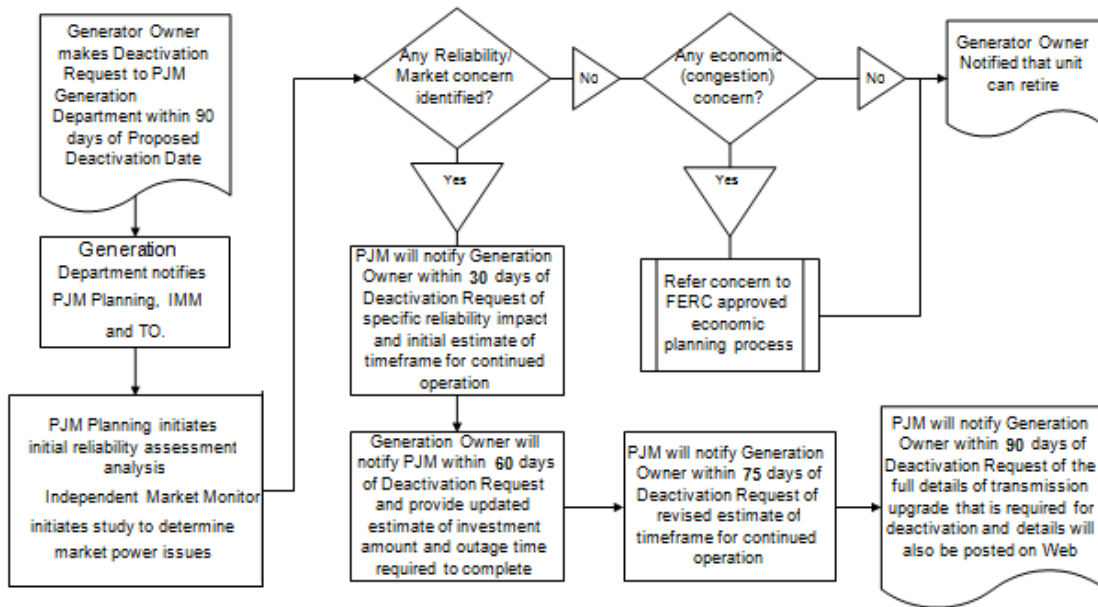 Generator Owner
makes Deactivation
Request to PJM
Generation
Department within 90
days of Proposed
Deactivation Date
Generation
Department notifies
PJM Planning, IMM
and TO.
PJM Planning initiates
initial reliability assessment
analysis
Independent Market Monitor
initiates study to determine
market power issues
Any Reliability/
Market concern
identified?
No
Any economic
(congestion)
concern?
No
Generator Owner
Notified that unit
can retire
Yes
Yes
PJM will notify Generation
Owner within 30 days of
Deactivation Request of
specific reliability impact
and initial estimate of
timeframe for continued
operation
Refer concern to
FERC approved
economic
planning process
Generation Owner will
notify PJM within 60 days
of Deactivation Request
and provide updated
estimate of investment
amount and outage time
required to complete
PJM will notify Generation
Owner within 75 days of
Deactivation Request of
revised estimate of
timeframe for continued
operation
PJM will notify Generation
Owner within 90 days of
Deactivation Request of the
full details of transmission
upgrade that is required for
deactivation and details will
also be posted on Web